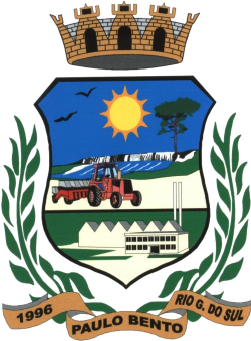 1996
PAULO BENTO
RIO G. DO SUL